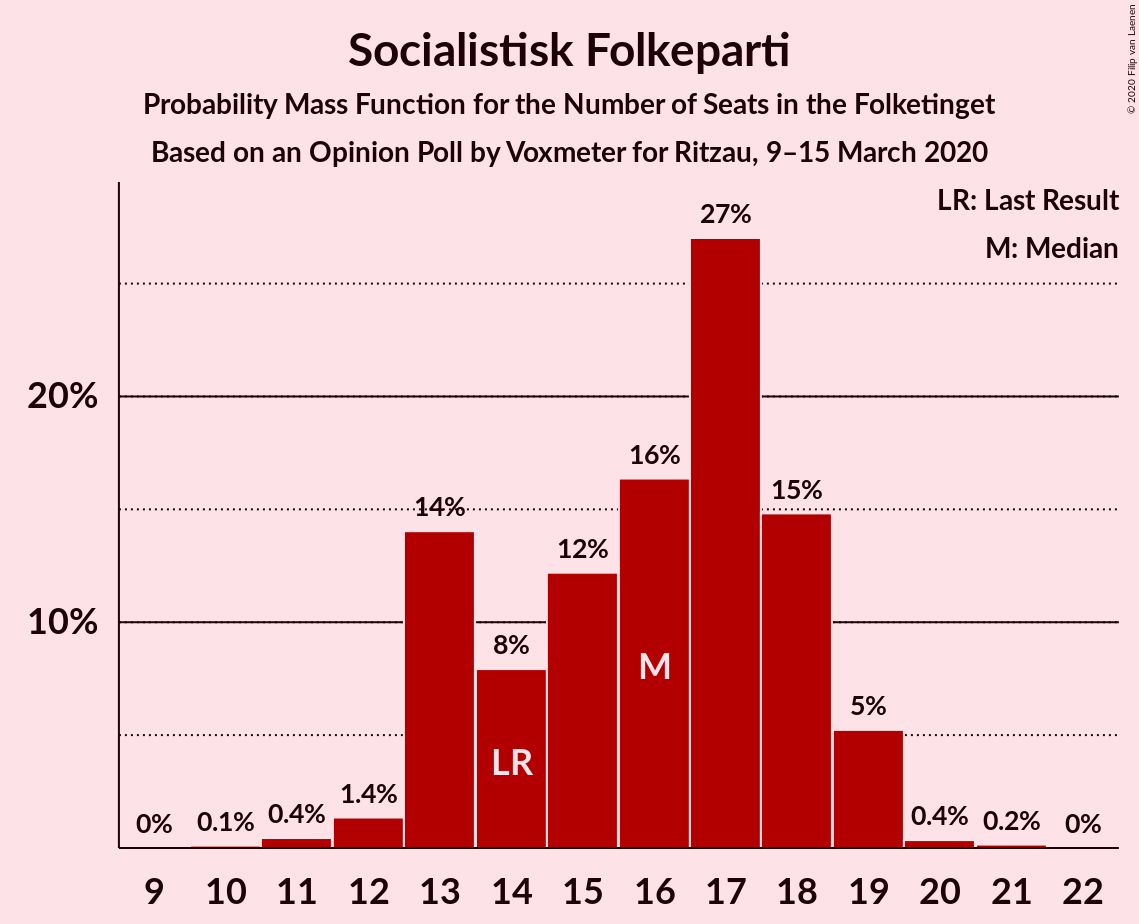 Socialistisk Folkeparti
Probability Mass Function for the Number of Seats in the Folketinget
Based on an Opinion Poll by Voxmeter for Ritzau, 9–15 March 2020
© 2020 Filip van Laenen
LR: Last Result
M: Median
27%
20%
16%
15%
14%
12%
10%
8%
M
5%
LR
1.4%
0%
0.1%
0.4%
0.4%
0.2%
0%
9 10 11 12 13 14 15 16 17 18 19 20 21 22